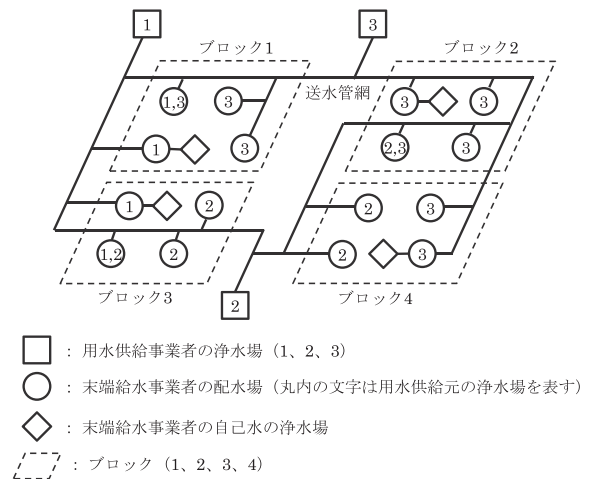 1
3
ブロック1
ブロック2
送水管網
1,3
3
3
3
1
3
2,3
3
1
2
2
3
1,2
2
2
3
ブロック3
2
ブロック4
：用水供給事業者の浄水場（1、2、3）
：末端給水事業者の配水場（丸内の文字は用水供給元の浄水場を表す）
：末端給水事業者の自己水の浄水場
：ブロック（1、2、3、4）